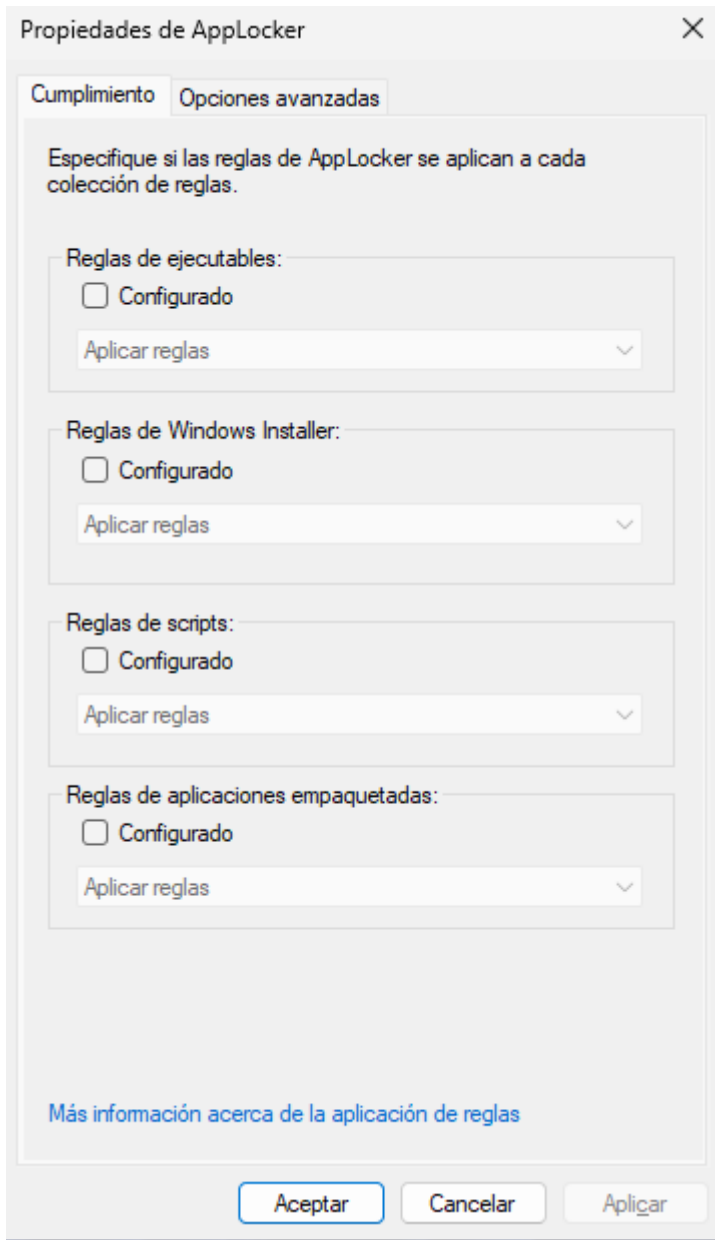 Propiedades de AppLocker
Cumplimiento
Opciones avanzadas
Especifique si las reglas de AppLocker se aplican a cada
colección de reglas.
Reglas de ejecutables:
Configurado
Aplicar reglas
Reglas de Windows Installer:
Configurado
Aplicar reglas
Reglas de scripts:
Configurado
Aplicar reglas
Reglas de aplicaciones empaquetadas:
Configurado
Aplicar reglas
Más información acerca de la aplicación de reglas
Aceptar
Cancelar
Aplicar